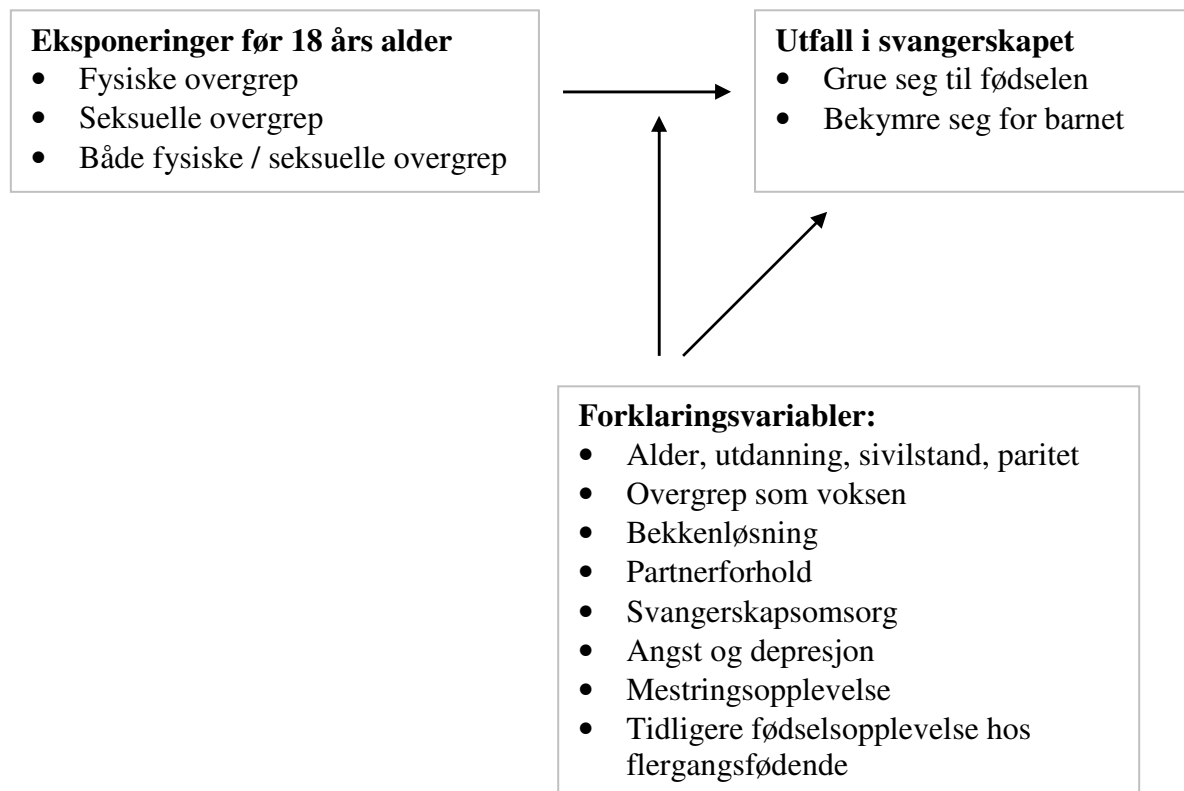 Eksponeringer før 18 års alder
• Fysiske overgrep
• Seksuelle overgrep
• Både fysiske / seksuelle overgrep
Utfall i svangerskapet
• Grue seg til fødselen
• Bekymre seg for barnet
Forklaringsvariabler:
• Alder, utdanning, sivilstand, paritet
• Overgrep som voksen
• Bekkenløsning
• Partnerforhold
• Svangerskapsomsorg
• Angst og depresjon
• Mestringsopplevelse
• Tidligere fødselsopplevelse hos
flergangsfødende